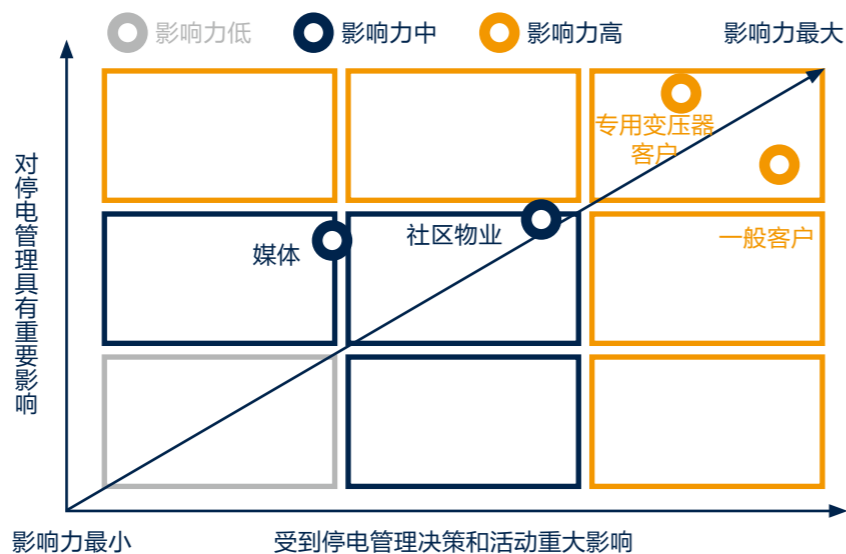 影响力低
影响力中
影响力高
影响力最大
专用变压器
客户
对停电管理具有重要影响
社区物业
媒体
一般客户
影响力最小
受到停电管理决策和活动重大影响